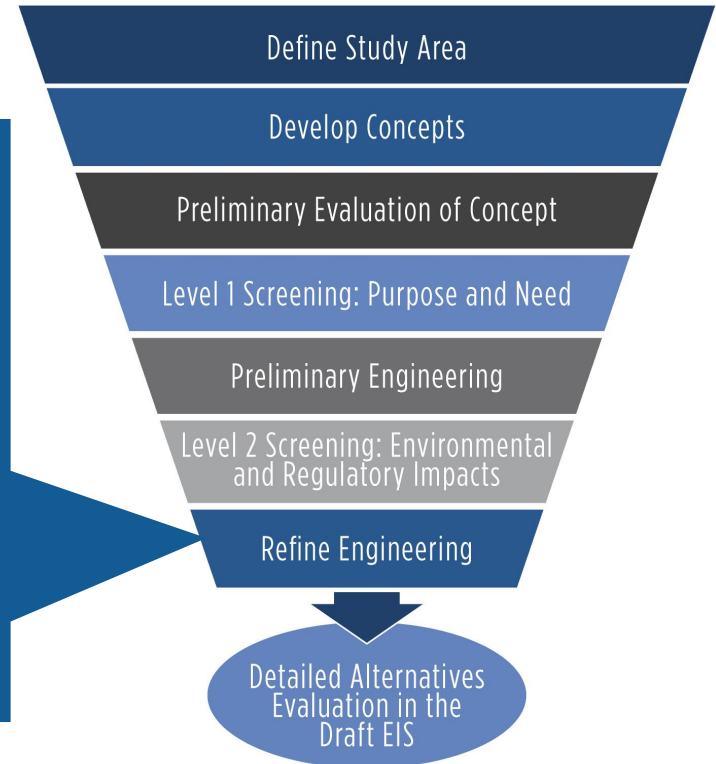 Define Study Area
Develop Concepts
Preliminary Evaluation of Concept
Level 1 Screening: Purpose and Need
Preliminary Engineering
Level 2 Screening: Environmental
and Regulatory Impacts
Refine Engineering
Detailed Alternatives
Evaluation in the
Draft EIS